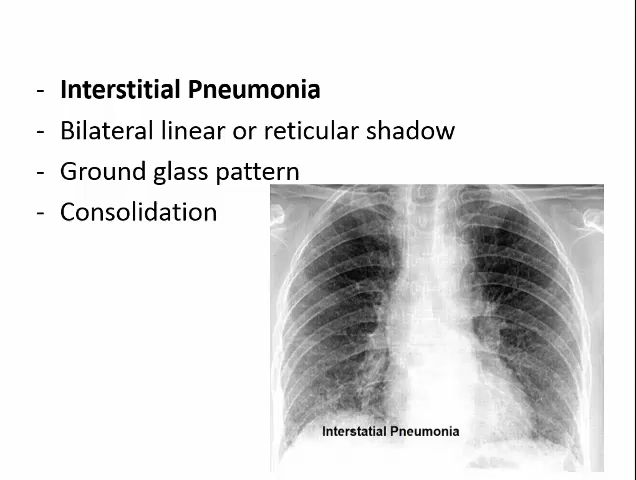 - Interstitial Pneumonia
- Bilateral linear or reticular shadow
- Ground glass pattern
- Consolidation
Interstatial Pneumonia